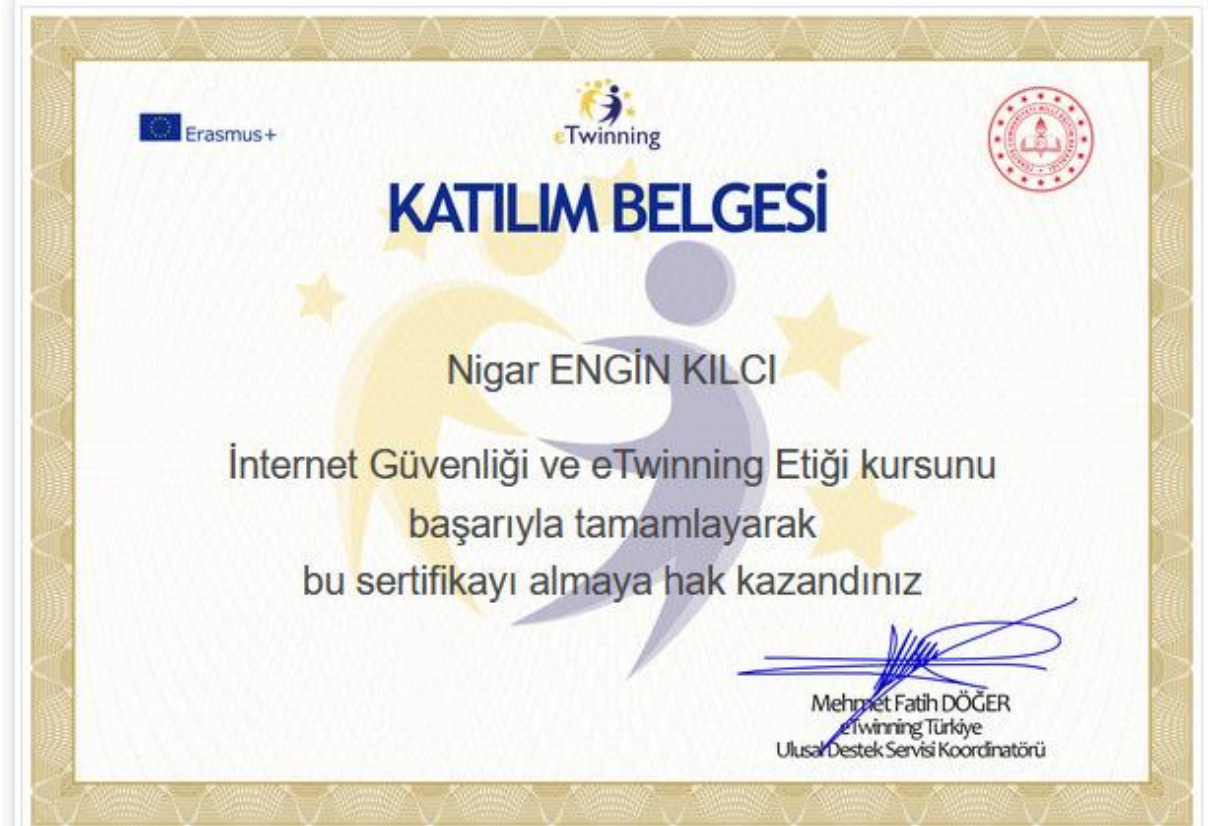 Erasmus+
eTwinning
KATILIM BELGESİ
Nigar ENGİN KILCI
İnternet Güvenliği ve eTwinning Etiği kursunu
başarıyla tamamlayarak
bu sertifikayı almaya hak kazandınız
Mehmet Fatih DÖĞER
eTwinning Türkiye
Ulusal Destek Servisi Koordinatörü